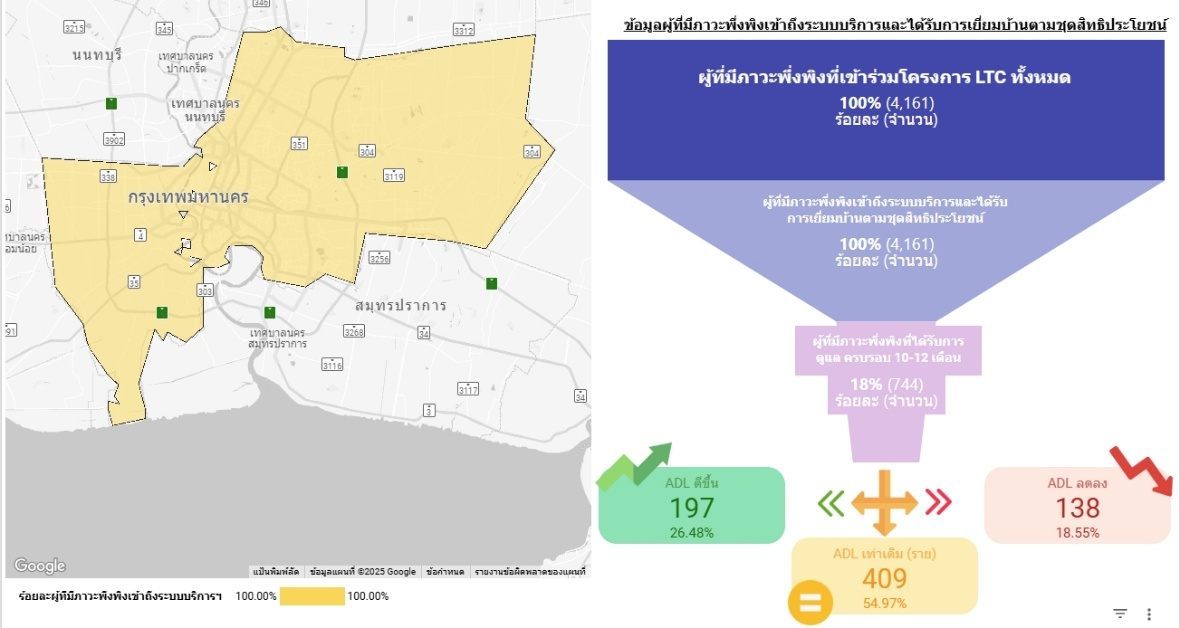 346
3215
345
3312
นนทบุรี
เทศบาลนคร
ปากเกร็ด
เทศบาลนคร
นนทบุรี
3902
351
304
304
338
3119
กรุงเทพมหานคร
4
3256
35
303
สมุทรปราการ
91
เทศบาลนคร
สมุทรปราการ
3268
34
3116
3117
34
3
Google
แป้นพิมพ์ลัด
ข้อมูลแผนที่ ©2025 Google
ข้อกำหนด
รายงานข้อผิดพลาดของแผนที่
ร้อยละผู้ที่มีภาวะพึ่งพิงเข้าถึงระบบบริการฯ 100.00% 100.00%
ข้อมูลผู้ที่มีภาวะพึ่งพิงเข้าถึงระบบบริการและได้รับการเยี่ยมบ้านตามชุดสิทธิประโยชน์
ผู้ที่มีภาวะพึ่งพิงที่เข้าร่วมโครงการ LTC ทั้งหมด
100% (4,161)
ร้อยละ (จำนวน)
ผู้ที่มีภาวะพึ่งพิงเข้าถึงระบบบริการและได้รับ
การเยี่ยมบ้านตามชุดสิทธิประโยชน์
100% (4,161)
ร้อยละ (จำนวน)
ผู้ที่มีภาวะพึ่งพิงที่ได้รับการ
ดูแล ครบรอบ 10-12 เดือน
18% (744)
ร้อยละ (จำนวน)
ADL ดีขึ้น
197
26.48%
ADL ลดลง
138
18.55%
ADL เท่าเดิม (ราย)
409
54.97%